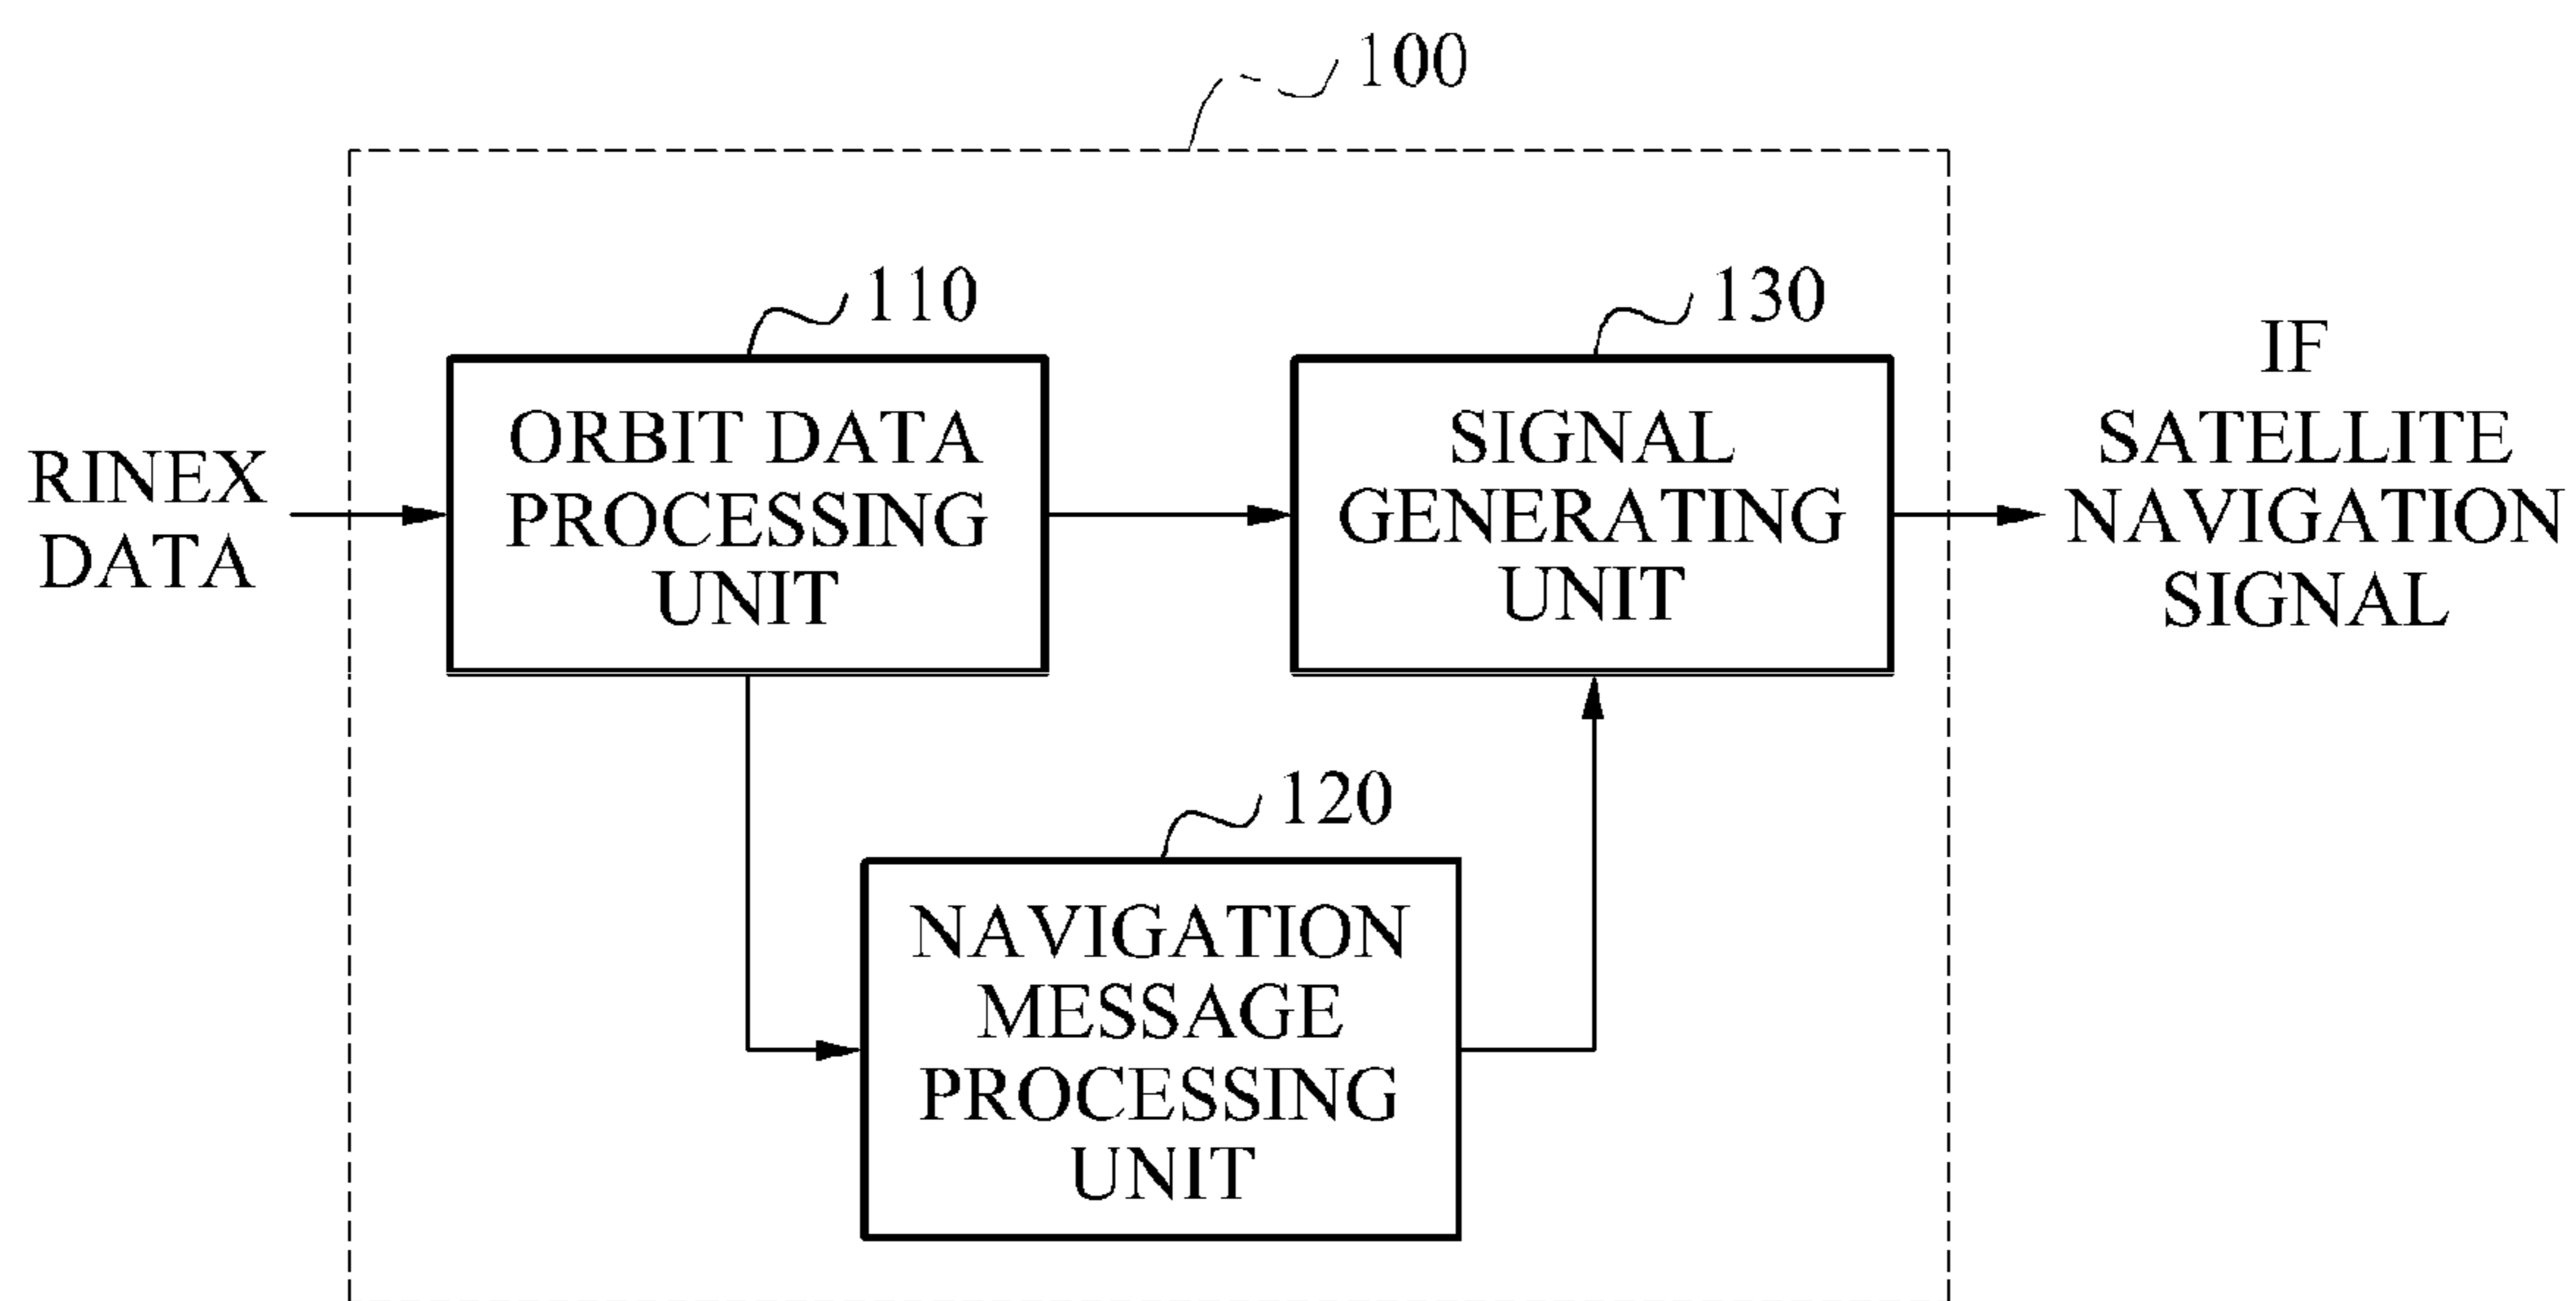 100
110
130
RINEX
DATA
ORBIT DATA
PROCESSING
UNIT
SIGNAL
GENERATING
UNIT
IF
SATELLITE
NAVIGATION
SIGNAL
120
NAVIGATION
MESSAGE
PROCESSING
UNIT